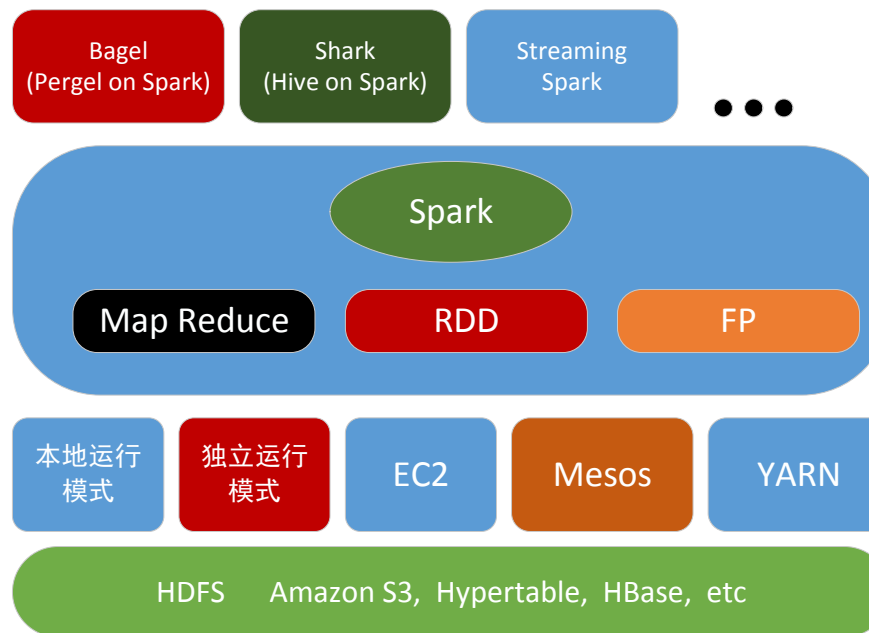 Bagel
(Pergel on Spark)
Shark
(Hive on Spark)
Streaming
Spark
Spark
Map Reduce
RDD
FP
本地运行
模式
独立运行
模式
EC2
Mesos
YARN
HDFS Amazon S3, Hypertable, HBase, etc